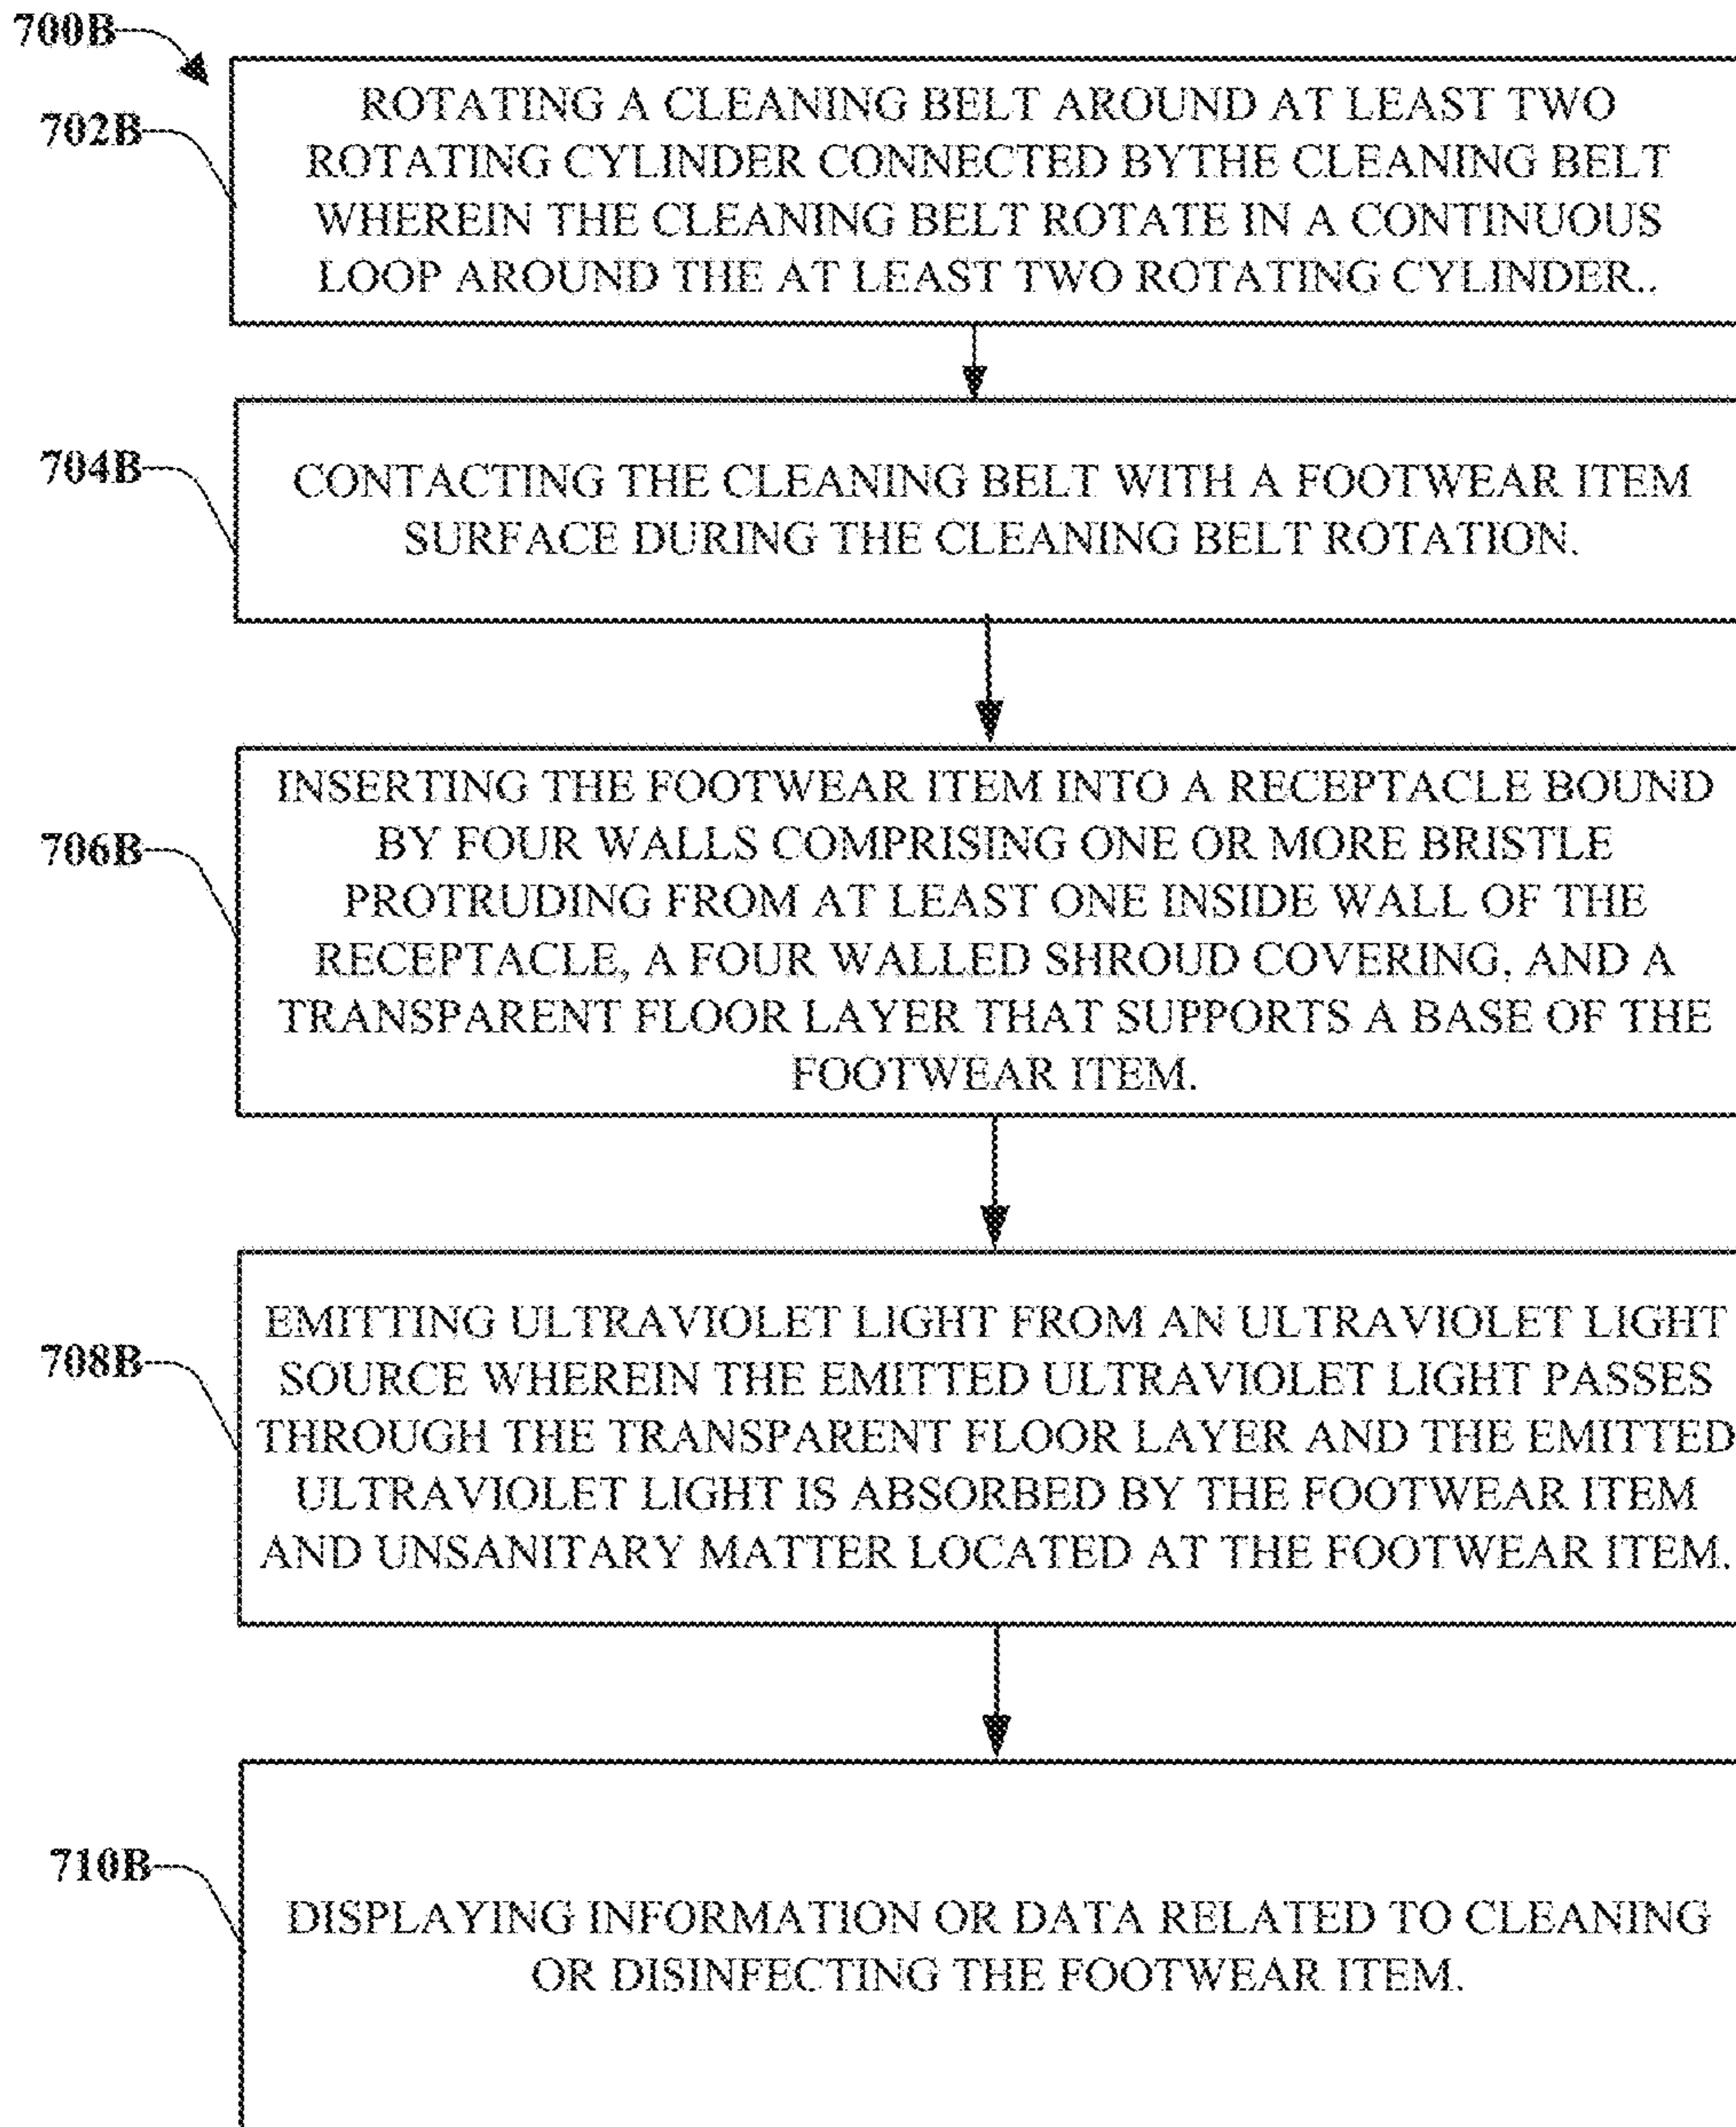 700B
702B
ROTATING A CLEANING BELT AROUND AT LEAST TWO
ROTATING CYLINDER CONNECTED BYTHE CLEANING BELT
WHEREIN THE CLEANING BELT ROTATE IN A CONTINUOUS
LOOP AROUND THE AT LEAST TWO ROTATING CYLINDER..
704B
CONTACTING THE CLEANING BELT WITH A FOOTWEAR ITEM
SURFACE DURING THE CLEANING BELT ROTATION.
706B
INSERTING THE FOOTWEAR ITEM INTO A RECEPTACLE BOUND
BY FOUR WALLS COMPRISING ONE OR MORE BRISTLE
PROTRUDING FROM AT LEAST ONE INSIDE WALL OF THE
RECEPTACLE, A FOUR WALLED SHROUD COVERING, AND A
TRANSPARENT FLOOR LAYER THAT SUPPORTS A BASE OF THE
FOOTWEAR ITEM.
708B
EMITTING ULTRAVIOLET LIGHT FROM AN ULTRAVIOLET LIGHT
SOURCE WHEREIN THE EMITTED ULTRAVIOLET LIGHT PASSES
THROUGH THE TRANSPARENT FLOOR LAYER AND THE EMITTED
ULTRAVIOLET LIGHT IS ABSORBED BY THE FOOTWEAR ITEM
AND UNSANITARY MATTER LOCATED AT THE FOOTWEAR ITEM.
710B
DISPLAYING INFORMATION OR DATA RELATED TO CLEANING
OR DISINFECTING THE FOOTWEAR ITEM.